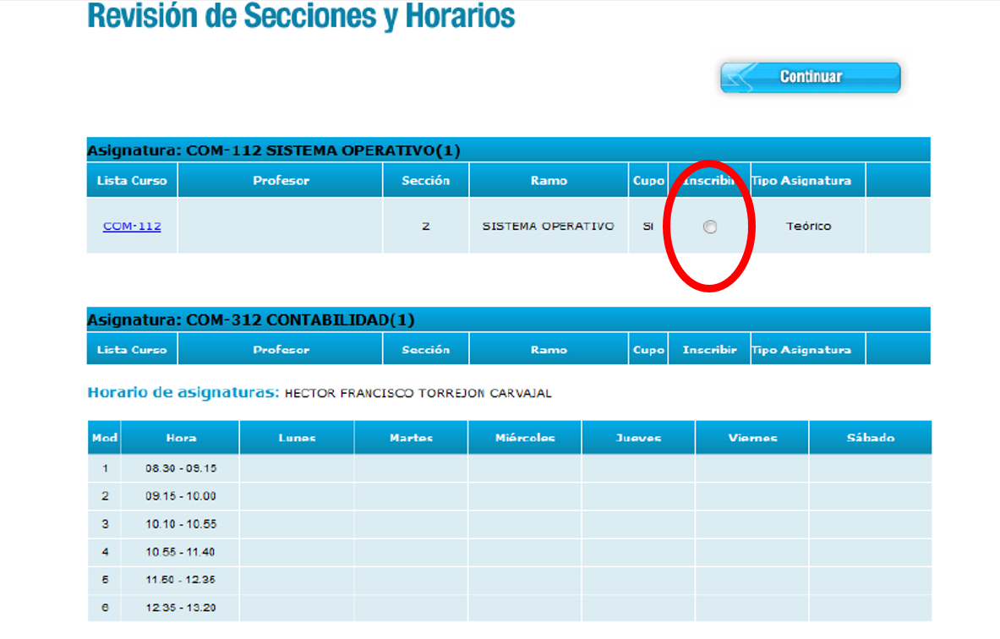 Revisión de Secciones y Horarios
Continuar
Asignatura: COM-112 SISTEMA OPERATIVO(1)
Lista Curso Profesor Sección Ramo Cupo Inscribir Tipo Asignatura
COM-112 2 SISTEMA OPERATIVO SI Teórico
Asignatura: COM-312 CONTABILIDAD(1)
Lista Curso Profesor Sección Ramo Cupo Inscribir Tipo Asignatura
Horario de asignaturas: HECTOR FRANCISCO TORREJON CARVAJAL
Mod Hora Lunes Martes Miércoles Jueves Viernes Sábado
1 08.30 - 09.15
2 09.15 - 10.00
3 10.10 - 10.55
4 10.55 - 11.40
5 11.50 - 12.35
6 12.35 - 13.20